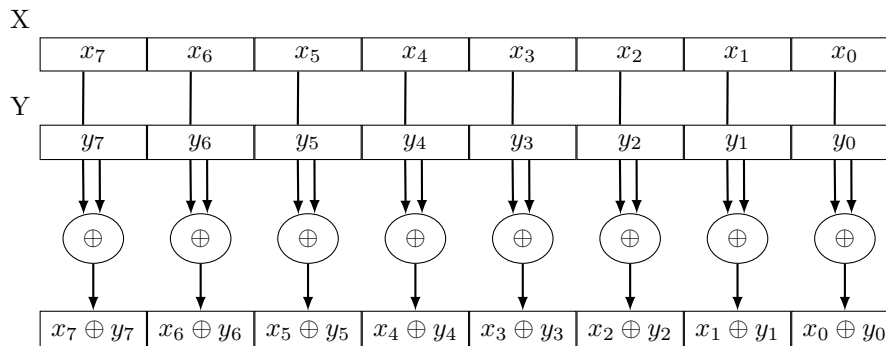 X
x₇ x₆ x₅ x₄ x₃ x₂ x₁ x₀
Y
y₇ y₆ y₅ y₄ y₃ y₂ y₁ y₀
⊕ ⊕ ⊕ ⊕ ⊕ ⊕ ⊕ ⊕
x₇ ⊕ y₇ x₆ ⊕ y₆ x₅ ⊕ y₅ x₄ ⊕ y₄ x₃ ⊕ y₃ x₂ ⊕ y₂ x₁ ⊕ y₁ x₀ ⊕ y₀